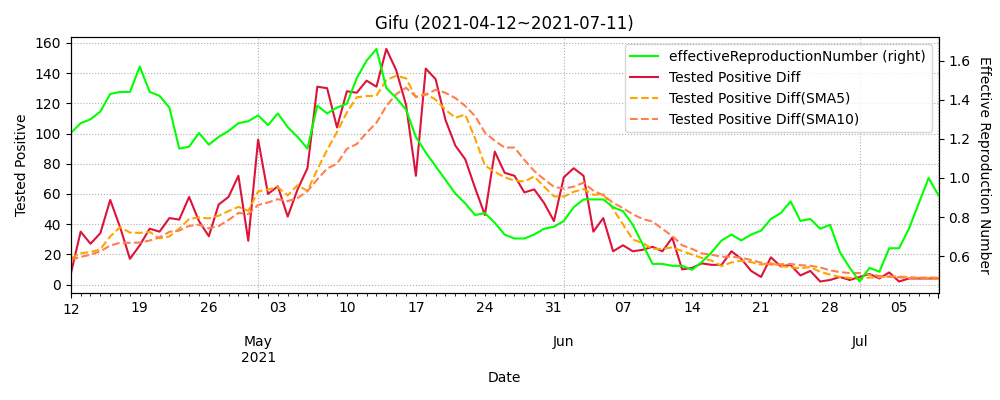 Gifu (2021-04-12~2021-07-11)
effectiveReproductionNumber (right)
Tested Positive Diff
Tested Positive Diff(SMA5)
Tested Positive Diff(SMA10)
Tested Positive
160
140
120
100
80
60
40
20
0
1.6
1.4
1.2
1.0
0.8
0.6
Effective Reproduction Number
12 19 26 03 10 17 24 31 07 14 21 28 05
May Jun Jul
2021
Date